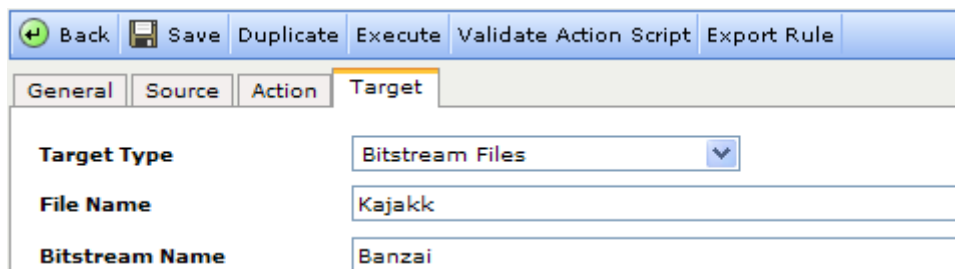 Back Save Duplicate Execute Validate Action Script Export Rule
General Source Action Target
Target Type Bitstream Files
File Name Kajakk
Bitstream Name Banzai